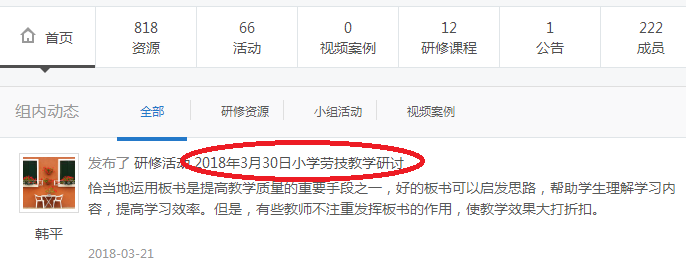 首页
818
资源
66
活动
0
视频案例
12
研修课程
1
公告
222
成员
组内动态
全部
研修资源
小组活动
视频案例
发布了 研修活动 2018年3月30日小学劳技教学研讨
恰当地运用板书是提高教学质量的重要手段之一，好的板书可以启发思路，帮助学生理解学习内
容，提高学习效率。但是，有些教师不注重发挥板书的作用，使教学效果大打折扣。
韩平
2018-03-21